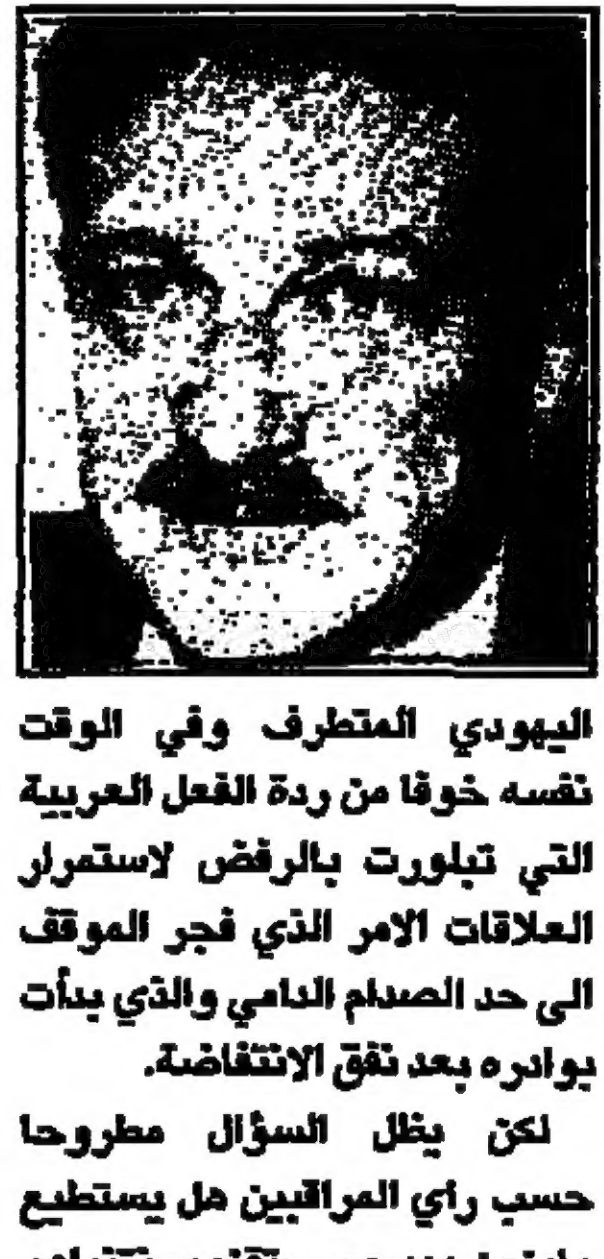 اليهودي المتطرف وفي الوقت
نفسه خوفا من ردة الفعل العربية
التي تبلورت بالرفض لاستمرار
العلاقات الامر الذي فجر الموقف
الى حد الصدام الدامي والذي بدأت
بوادره بعد نفق الانتفاضة.
لكن يظل السؤال مطروحا
حسب رأي المراقبين هل يستطيع